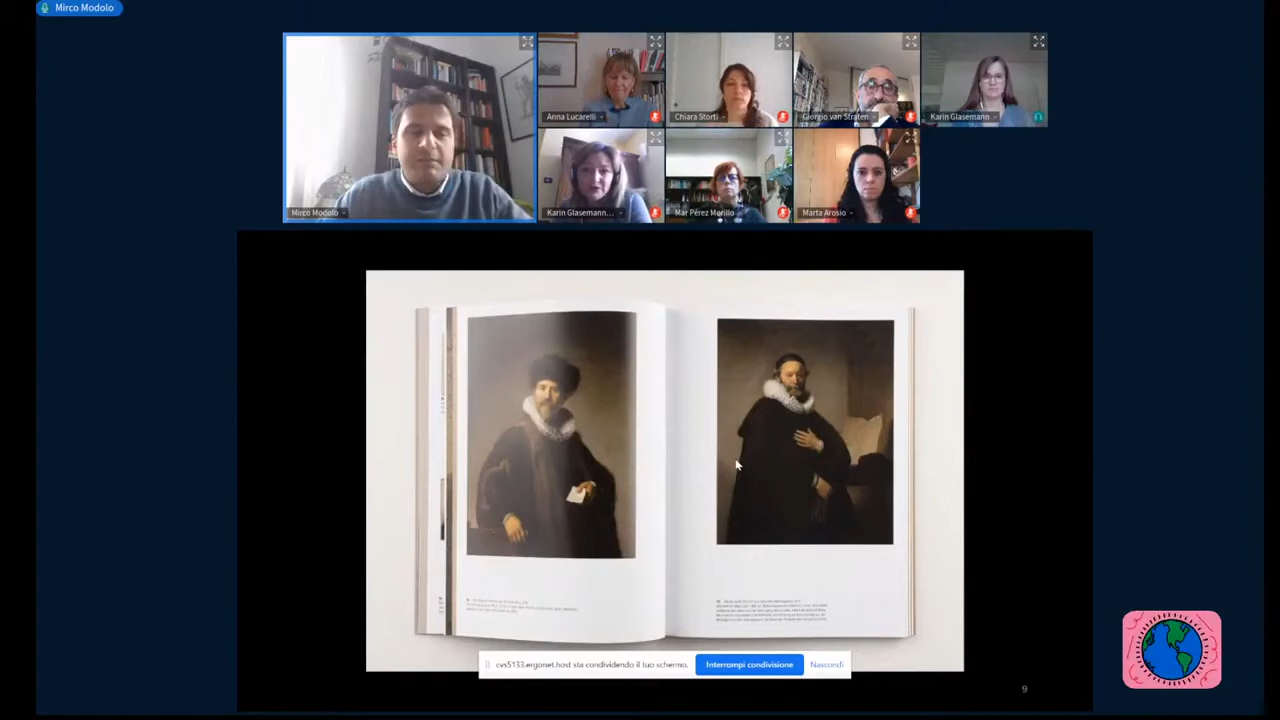 Mirco Modolo
Anna Lucarelli
Chiara Storti
Giorgio van Straten
Karin Glasemann
Mirco Modolo
Karin Glasemann...
Mar Pérez Morillo
Marta Arosio
cvs5133.ergonet.host sta condividendo il tuo schermo.
Interrompi condivisione
Nascondi
9